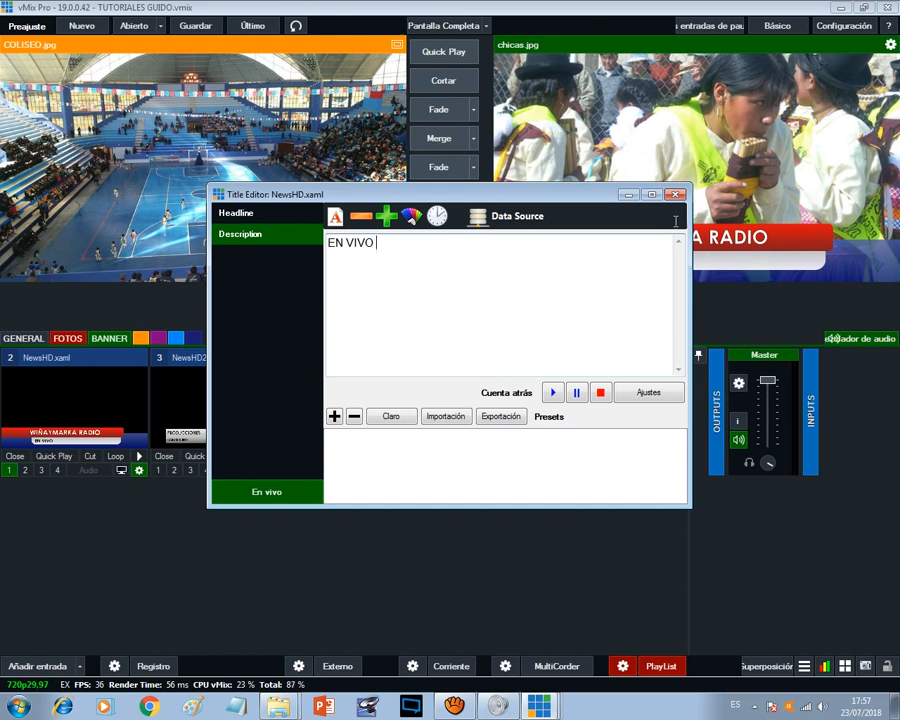 vMix Pro - 19.0.0.42 - TUTORIALES GUIDO.vmix
Preajuste Nuevo Abierto Guardar Último Pantalla Completa s entradas de pau Básico Configuración ?
COLISEO.jpg
chicas.jpg
Quick Play
Cortar
Fade
Merge
Fade
A RADIO
Title Editor: NewsHD.xaml
Headline
Description
A Data Source
EN VIVO
Cuenta atrás Ajustes
Claro Importación Exportación Presets
En vivo
GENERAL FOTOS BANNER
2 NewsHD.xaml 3 NewsHD2
WIÑAYMARKA RADIO
EN VIVO
PRODUCCIONES
Close Quick Play Cut Loop Close Quick
1 2 3 4 Audio 1 2 3
Master
OUTPUTS
INPUTS
i
Añadir entrada Registro Externo Corriente MultiCorder PlayList Superposición
720p29,97 EX FPS: 36 Render Time: 56 ms CPU vMix: 23 % Total: 87 %
ES 17:57
23/07/2018